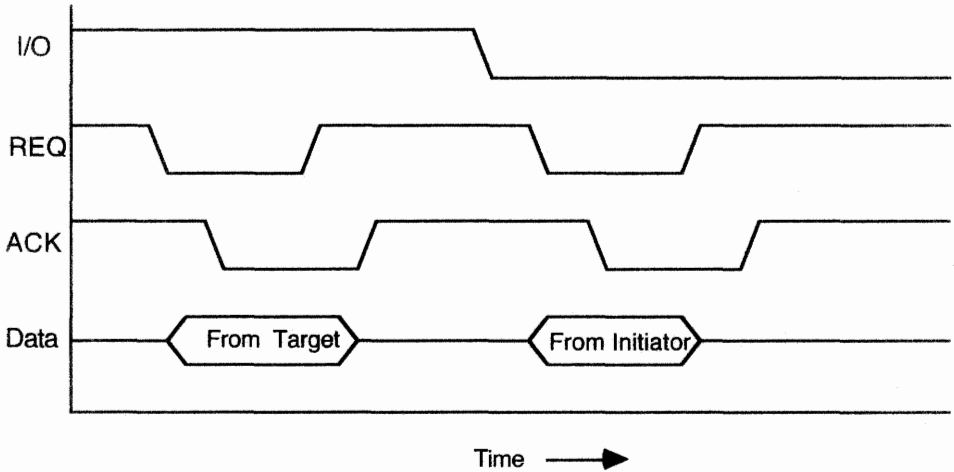 I/O
REQ
ACK
Data
From Target
From Initiator
Time